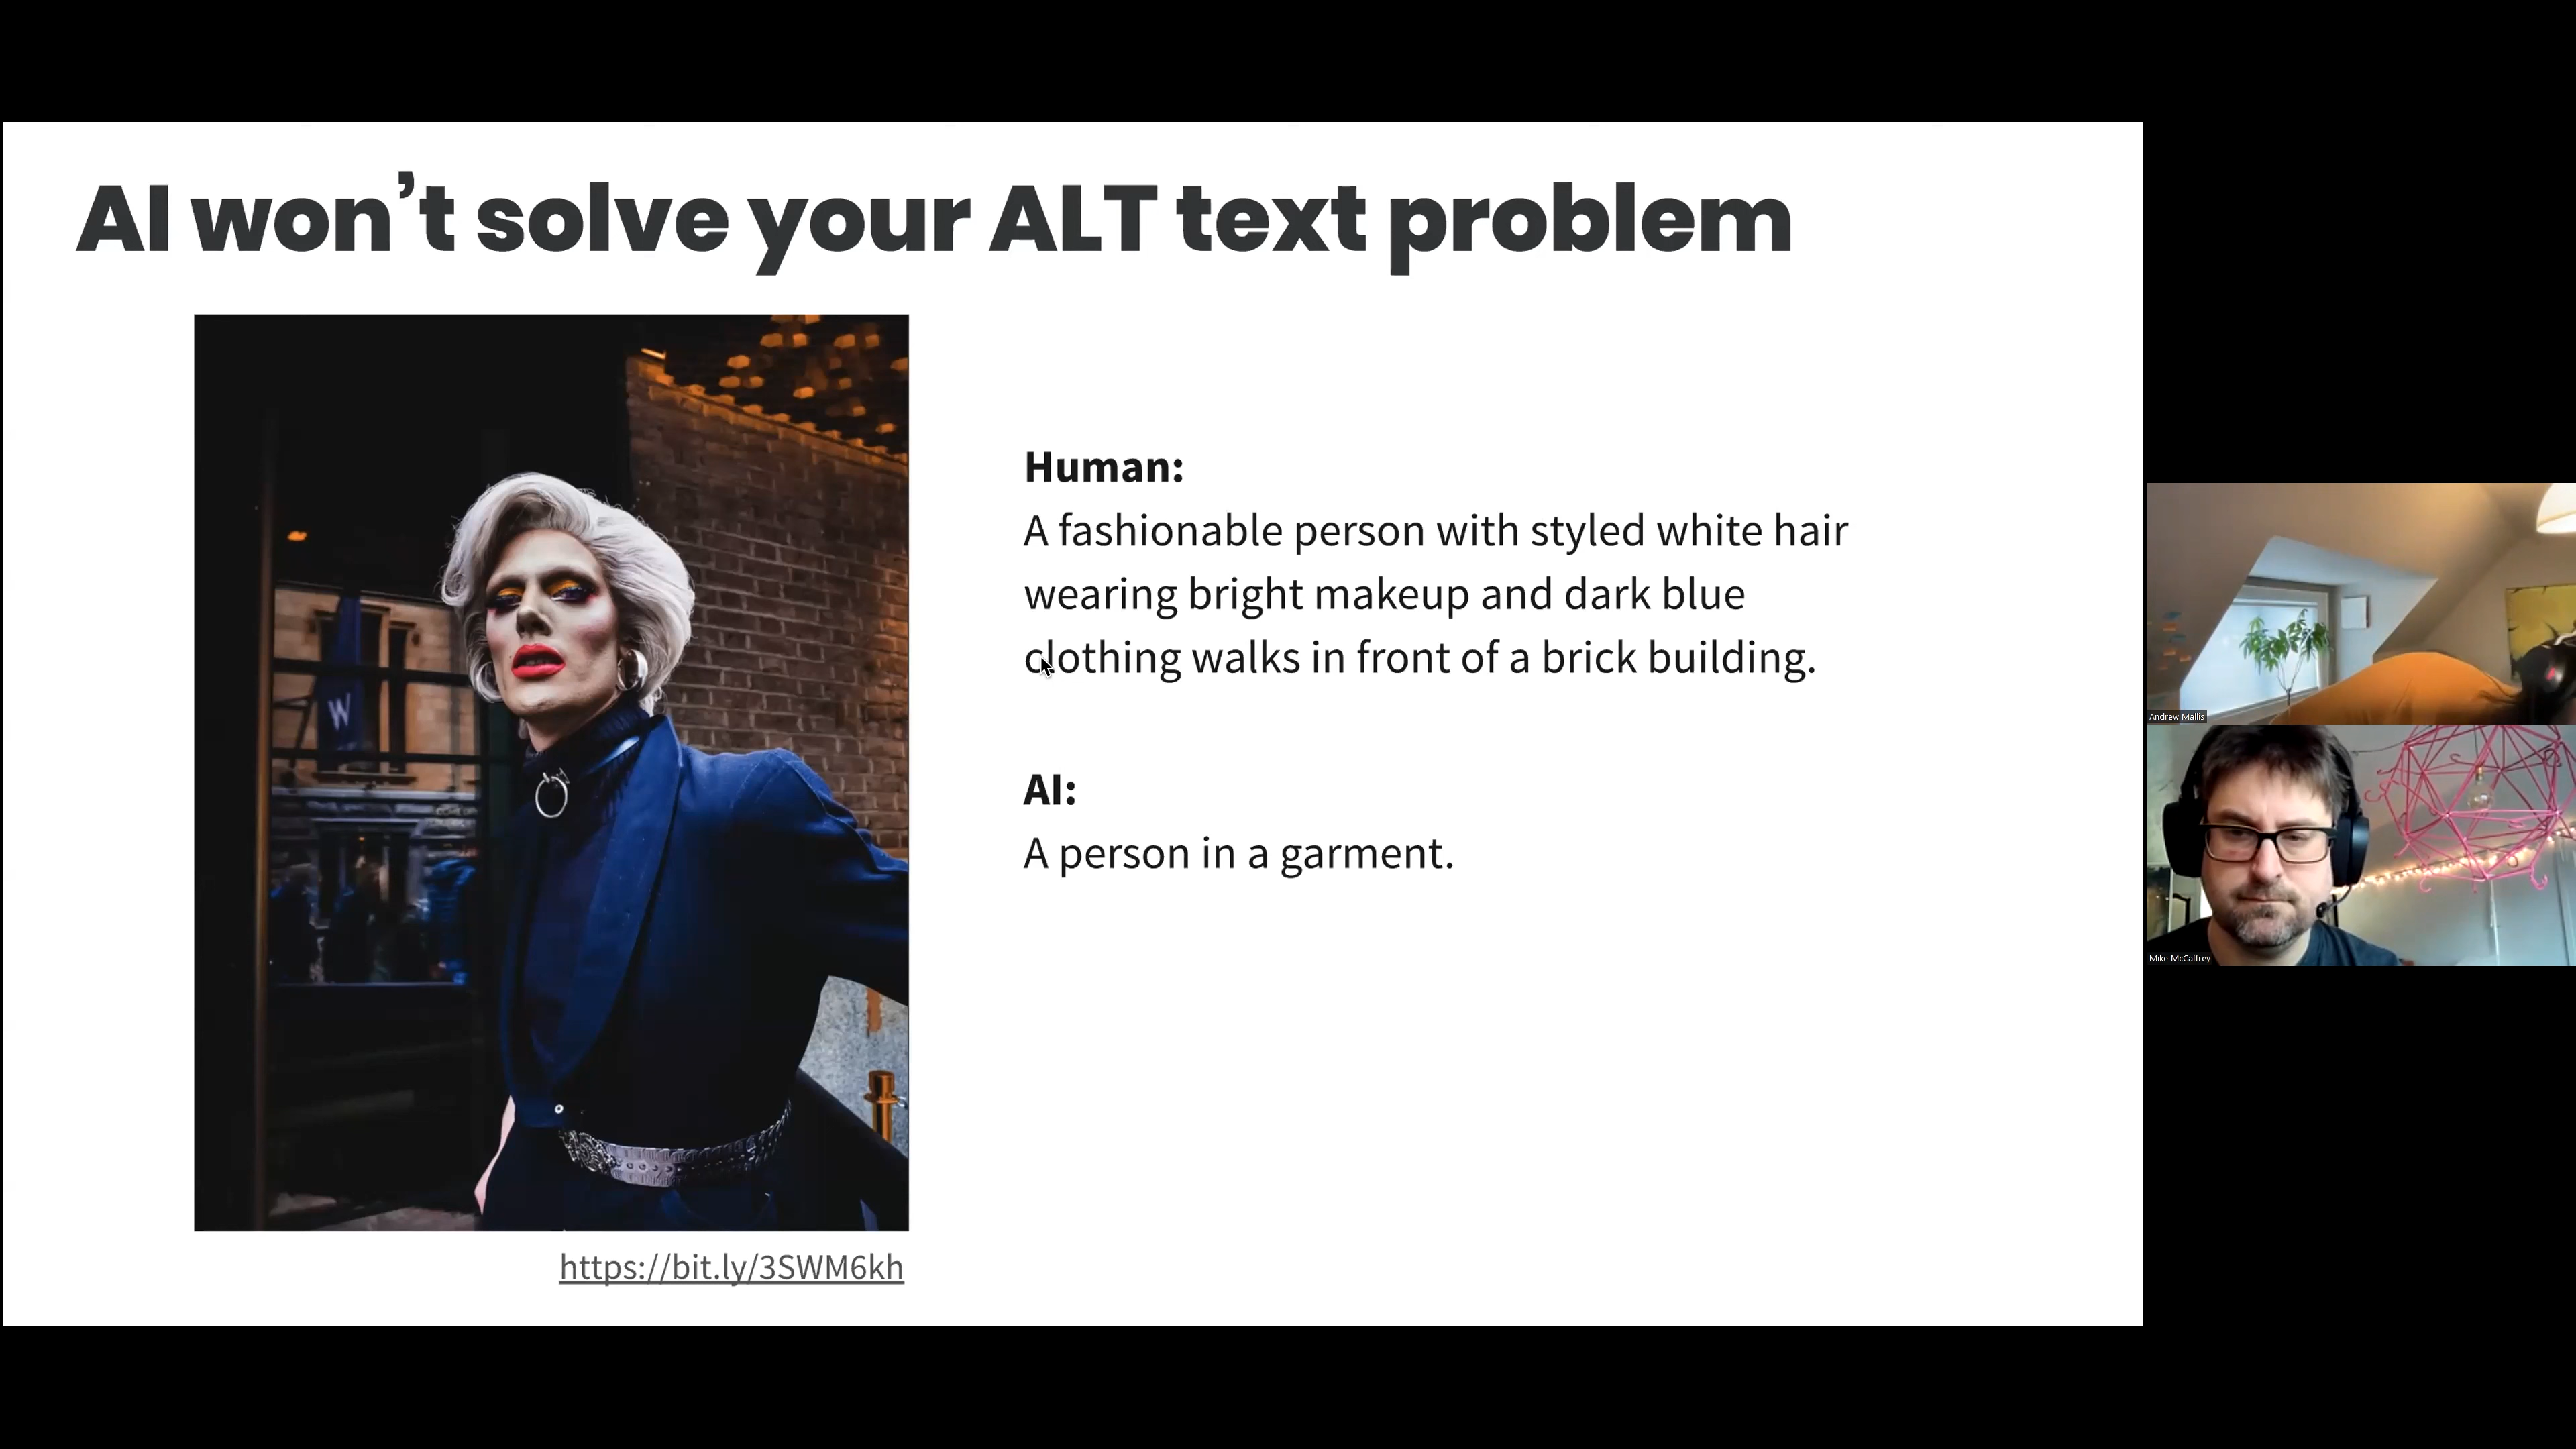 AI won’t solve your ALT text problem
W
Human:
A fashionable person with styled white hair
wearing bright makeup and dark blue
clothing walks in front of a brick building.
AI:
A person in a garment.
https://bit.ly/3SWM6kh
Andrew Mallis
Mike McCaffrey